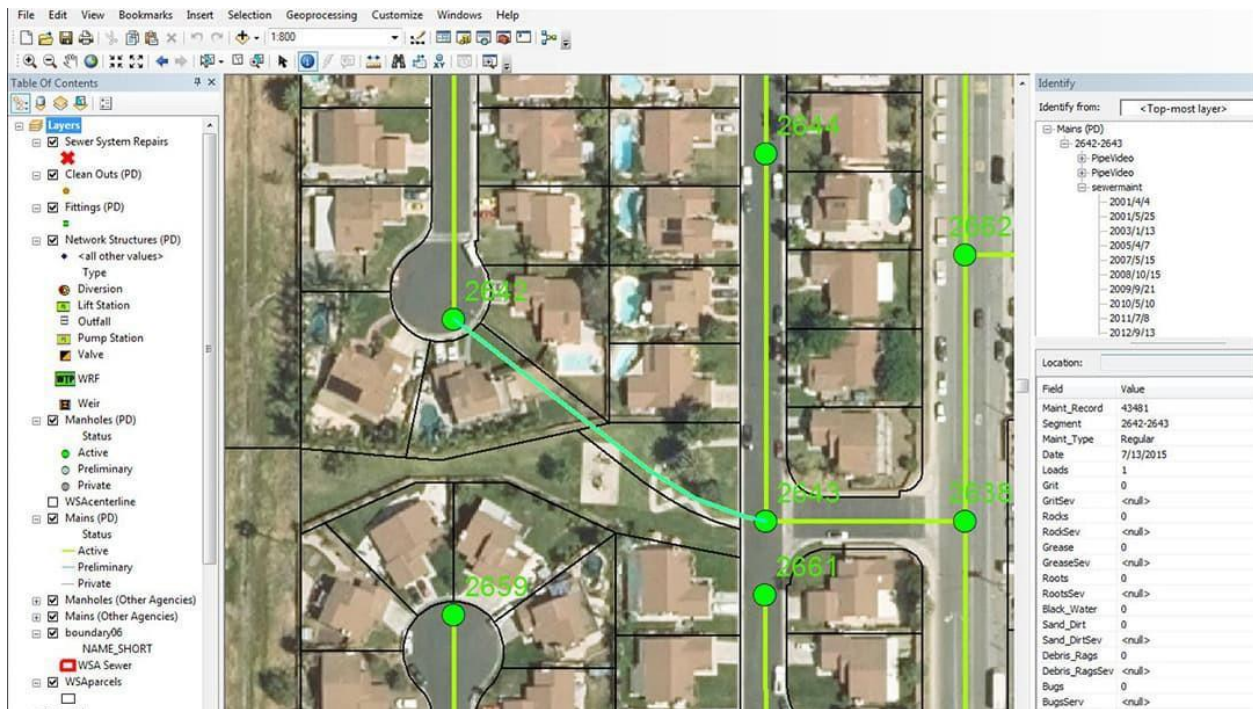 File Edit View Bookmarks Insert Selection Geoprocessing Customize Windows Help
1:800
Table Of Contents
Layers
Sewer System Repairs
Clean Outs (PD)
Fittings (PD)
Network Structures (PD)
<all other values>
Type
Diversion
Lift Station
Outfall
Pump Station
Valve
WTP WRF
Weir
Manholes (PD)
Status
Active
Preliminary
Private
WSAcenterline
Mains (PD)
Status
Active
Preliminary
Private
Manholes (Other Agencies)
Mains (Other Agencies)
boundary06
NAME_SHORT
WSA Sewer
WSAparcels
2644
2652
2642
2643
2638
2661
2659
Identify
Identify from: <Top-most layer>
Mains (PD)
2642-2643
PipeVideo
PipeVideo
sewermaint
2001/4/4
2001/5/25
2003/1/13
2005/4/7
2007/5/15
2008/10/15
2009/9/21
2010/5/10
2011/7/8
2012/9/13
Location:
Field Value
Maint_Record 43481
Segment 2642-2643
Maint_Type Regular
Date 7/13/2015
Loads 1
Grit 0
GritSev <null>
Rocks 0
RockSev <null>
Grease 0
GreaseSev <null>
Roots 0
RootsSev <null>
Black_Water 0
Sand_Dirt 0
Sand_DirtSev <null>
Debris_Rags 0
Debris_RagsSev <null>
Bugs 0
BugsServ <null>